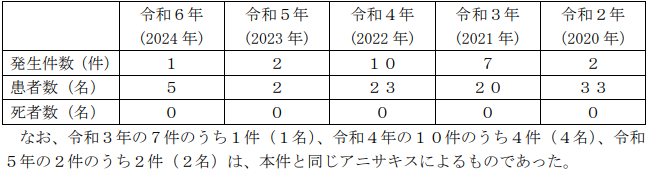 令和６年 令和５年 令和４年 令和３年 令和２年
(2024 年) (2023 年) (2022 年) (2021 年) (2020 年)
発生件数（件） １ ２ １０ ７ ２
患者数（名） ５ ２ ２３ ２０ ３３
死者数（名） ０ ０ ０ ０ ０
なお、令和３年の７件のうち１件（１名）、令和４年の１０件のうち４件（４名）、令和
５年の２件のうち２件（２名）は、本件と同じアニサキスによるものであった。